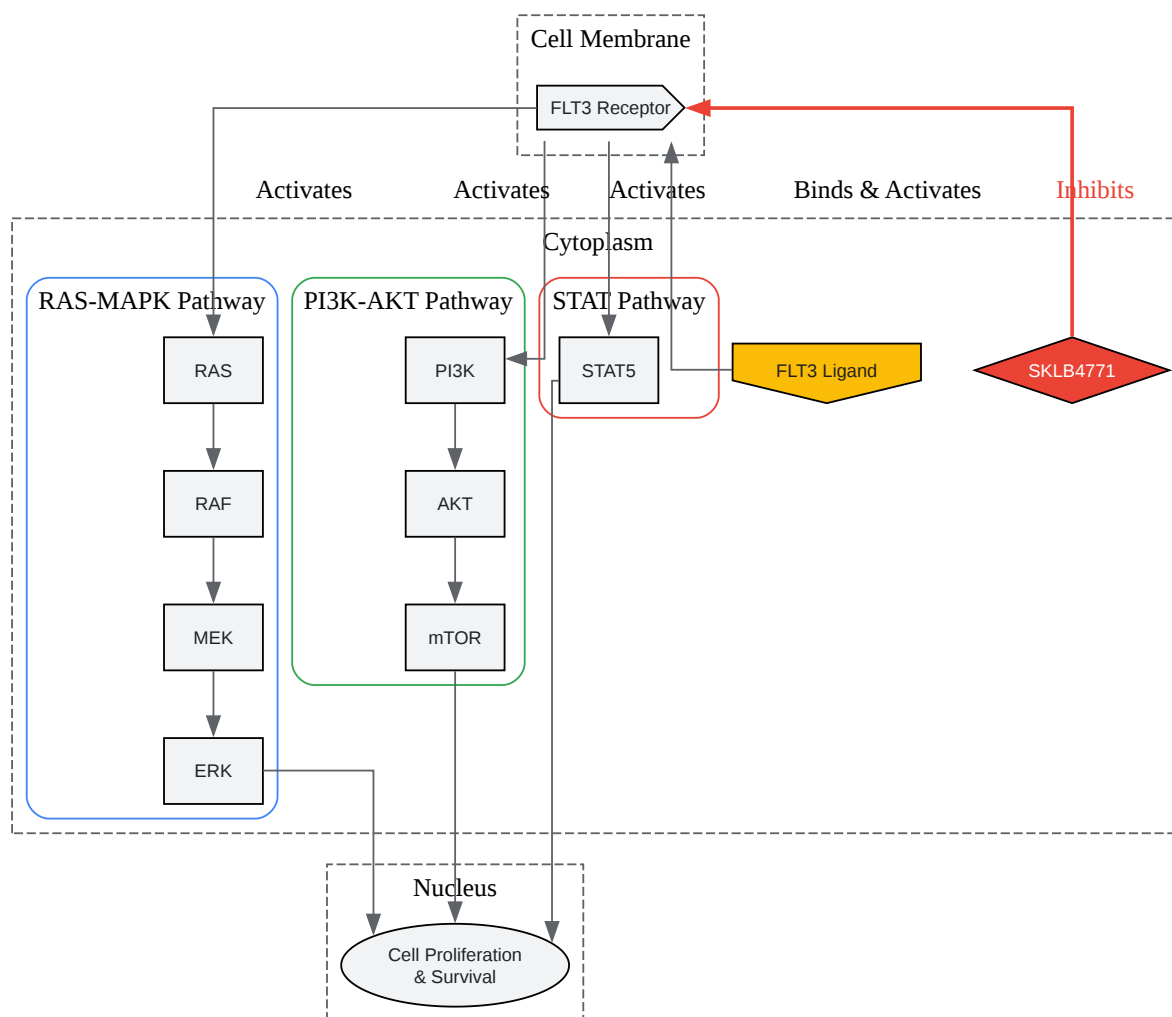 Cell Membrane
FLT3 Receptor
Activates
Activates
Activates
Binds & Activates
Inhibits
Cytoplasm
RAS-MAPK Pathway
PI3K-AKT Pathway
STAT Pathway
RAS
PI3K
STAT5
FLT3 Ligand
SKLB4771
RAF
AKT
MEK
mTOR
ERK
Nucleus
Cell Proliferation
& Survival